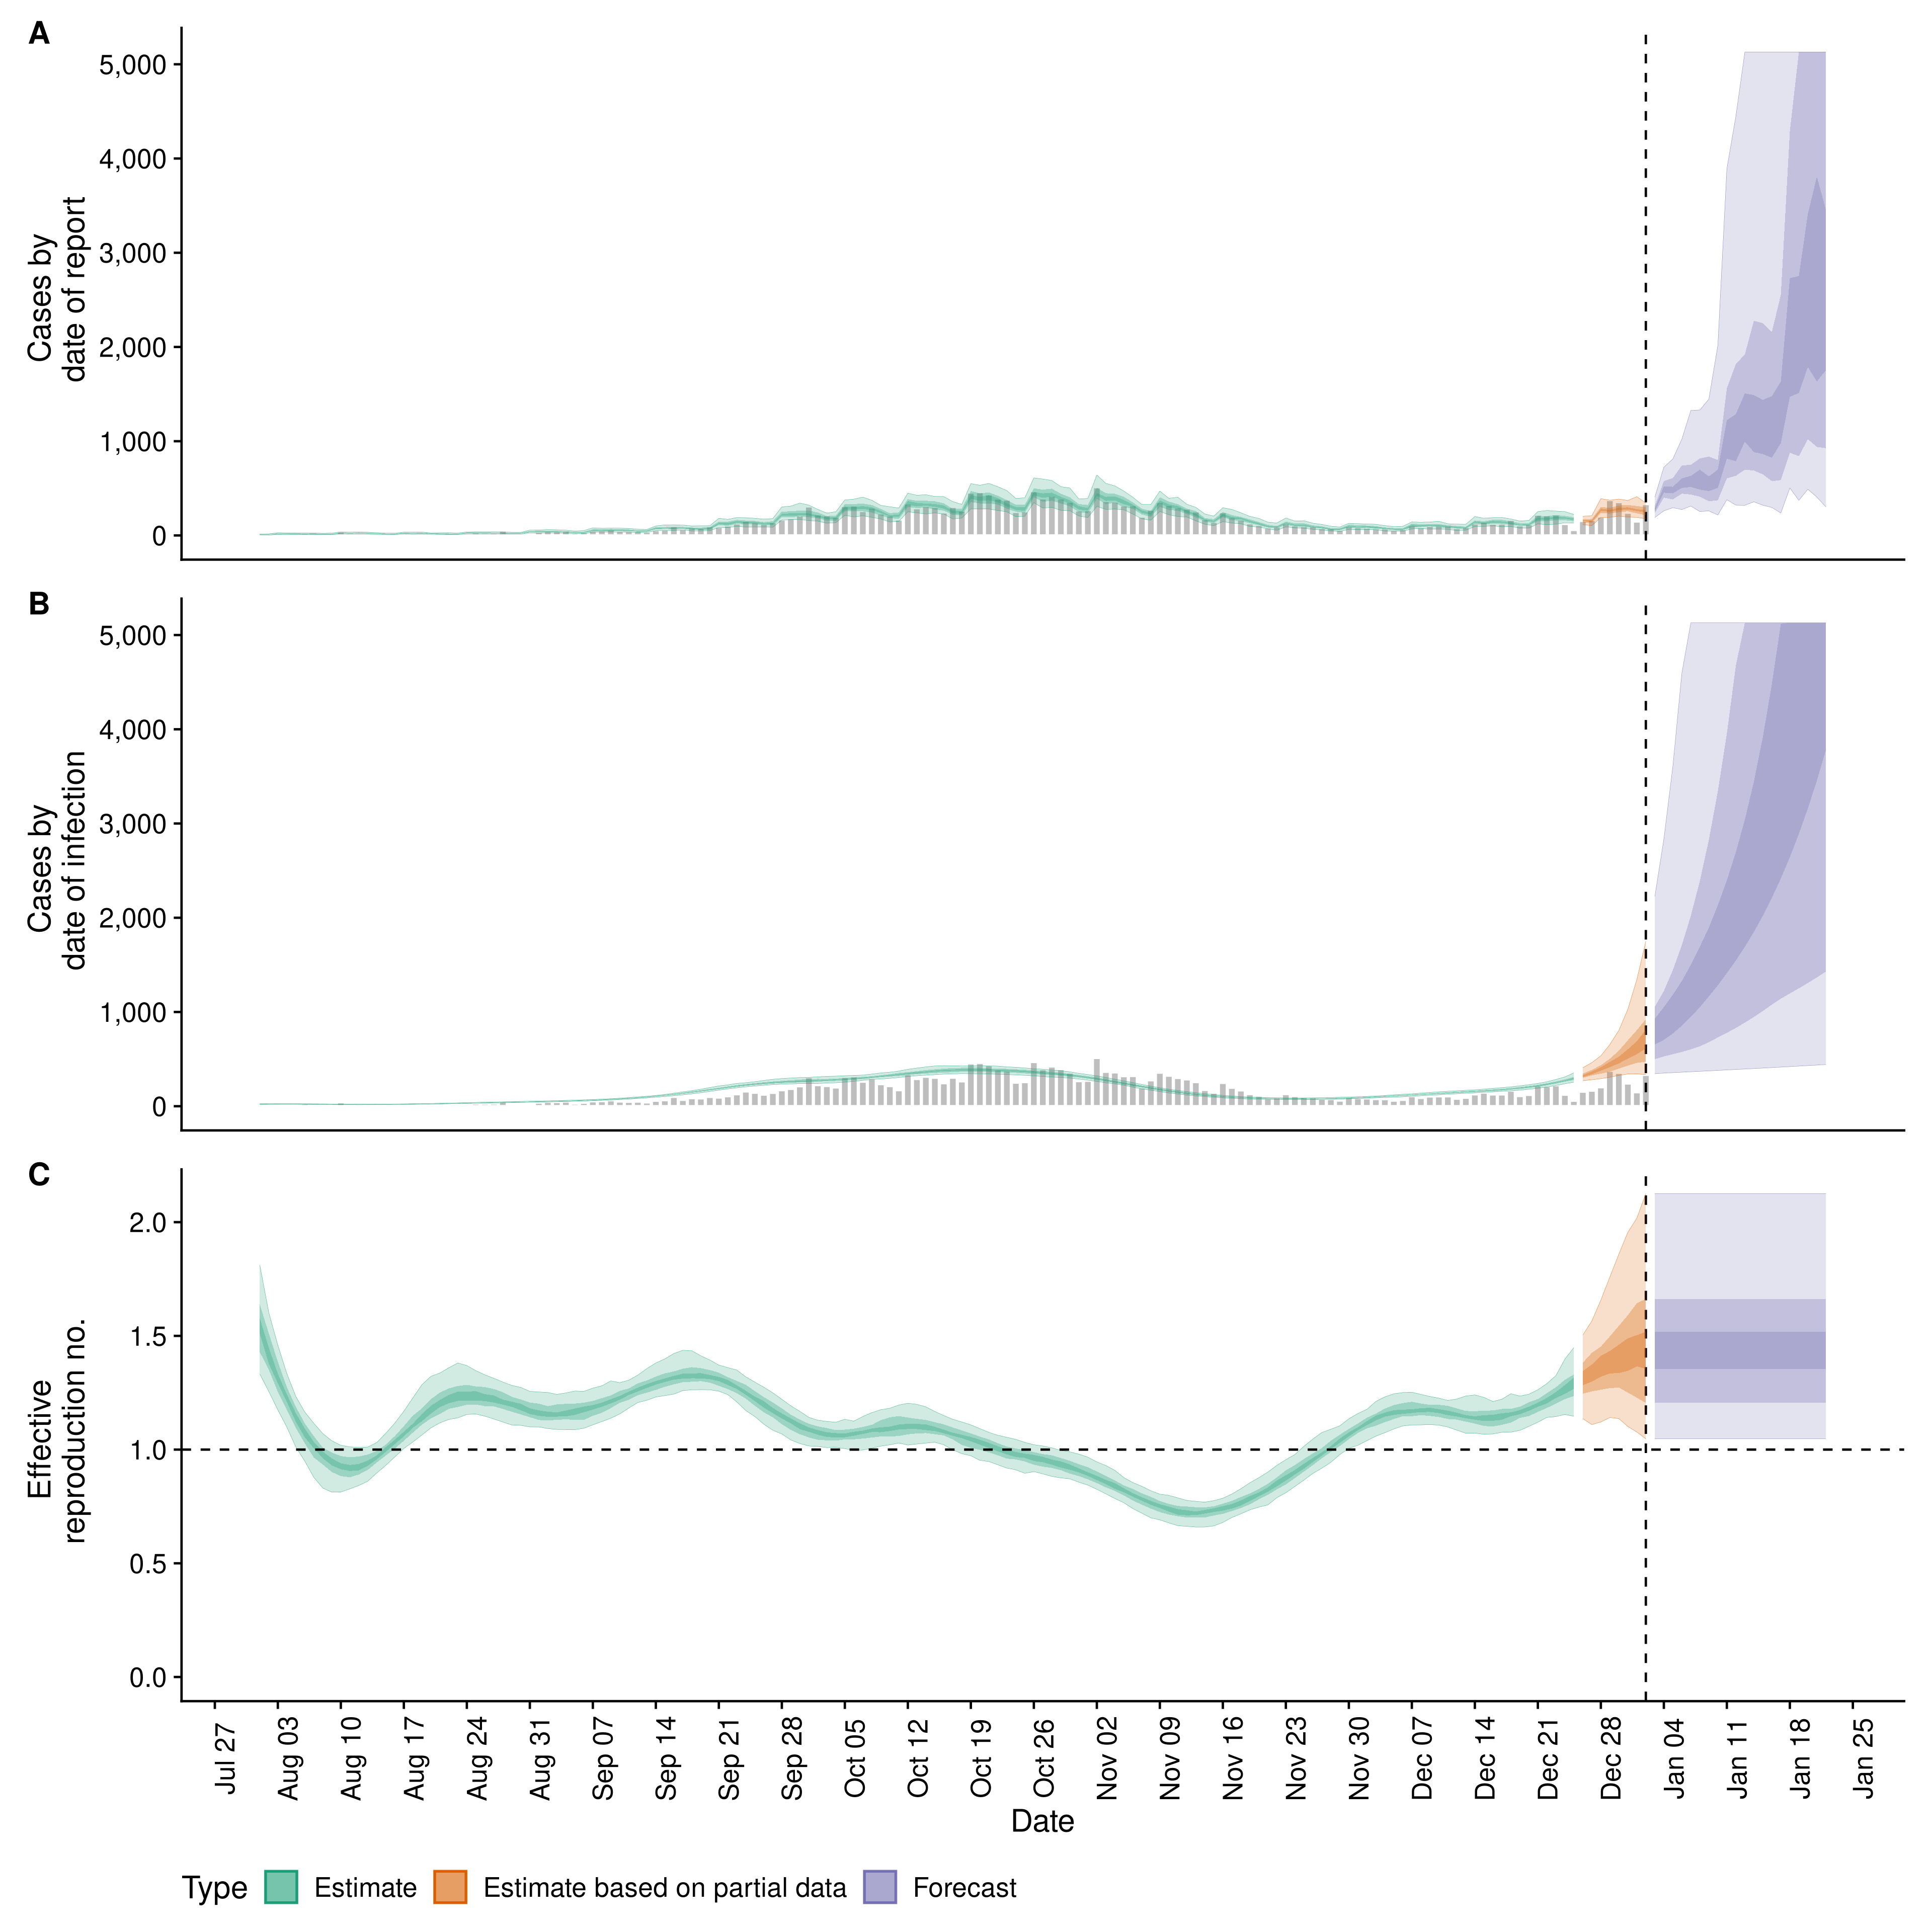 A
5,000
4,000
3,000
2,000
1,000
0
Cases by
date of report
B
5,000
4,000
3,000
2,000
1,000
0
Cases by
date of infection
C
2.0
1.5
1.0
0.5
0.0
Effective
reproduction no.
Jul 27
Aug 03
Aug 10
Aug 17
Aug 24
Aug 31
Sep 07
Sep 14
Sep 21
Sep 28
Oct 05
Oct 12
Oct 19
Oct 26
Nov 02
Nov 09
Nov 16
Nov 23
Nov 30
Dec 07
Dec 14
Dec 21
Dec 28
Jan 04
Jan 11
Jan 18
Jan 25
Date
Type Estimate Estimate based on partial data Forecast